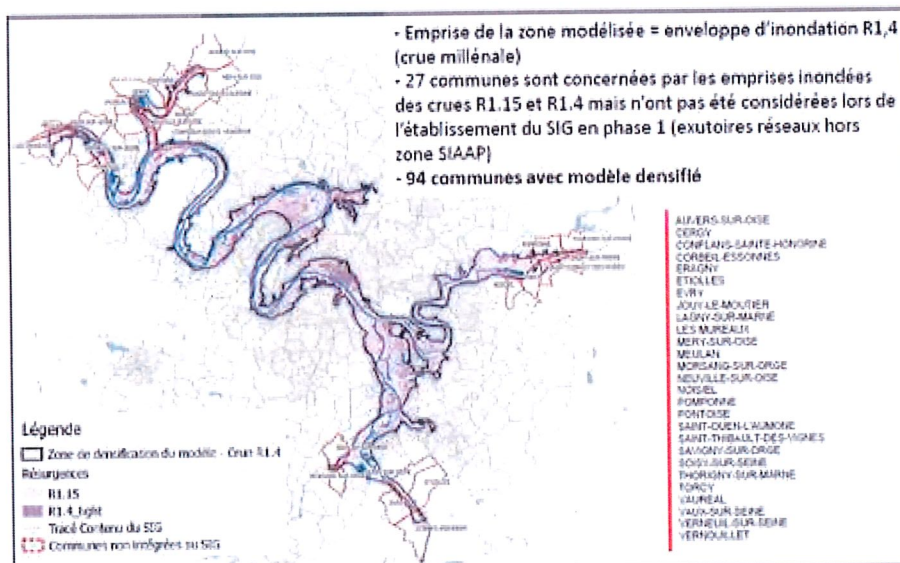 - Emprise de la zone modélisée = enveloppe d'inondation R1,4
(crue millénale)
- 27 communes sont concernées par les emprises inondées
des crues R1.15 et R1.4 mais n'ont pas été considérées lors de
l'établissement du SIG en phase 1 (exutoires réseaux hors
zone SIAAP)
- 94 communes avec modèle densifié
AUVERS-SUR-OISE
CERGY
CONFLANS-SAINTE-HONORINE
CORBEIL-ESSONNES
ERAGNY
ETIOLLES
EVRY
JOUY-LE-MOUTIER
LAGNY-SUR-MARNE
LES MUREAUX
MERY-SUR-OISE
MEULAN
MORSANG-SUR-ORGE
NEUVILLE-SUR-OISE
NOISIEL
POMPONNE
PONTOISE
SAINT-OUEN-L'AUMONE
SAINT-THIBAULT-DES-VIGNES
SAVIGNY-SUR-ORGE
SOISY-SUR-SEINE
THORIGNY-SUR-MARNE
TORCY
VAUREAL
VAUX-SUR-SEINE
VERNEUIL-SUR-SEINE
VERNOUILLET
Légende
Zone de densification du modèle - Crue R1.4
Résurgences
R1.15
R1.4_light
Tracé Contenu du SIG
Communes non intégrées au SIG